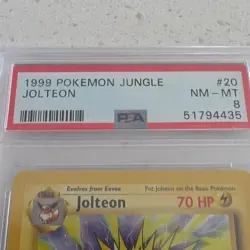 1999 POKEMON JUNGLE #20
JOLTEON NM-MT
8
PSA 51794435
Evolves from Eevee Put Jolteon on the Basic Pokémon
Jolteon 70 HP